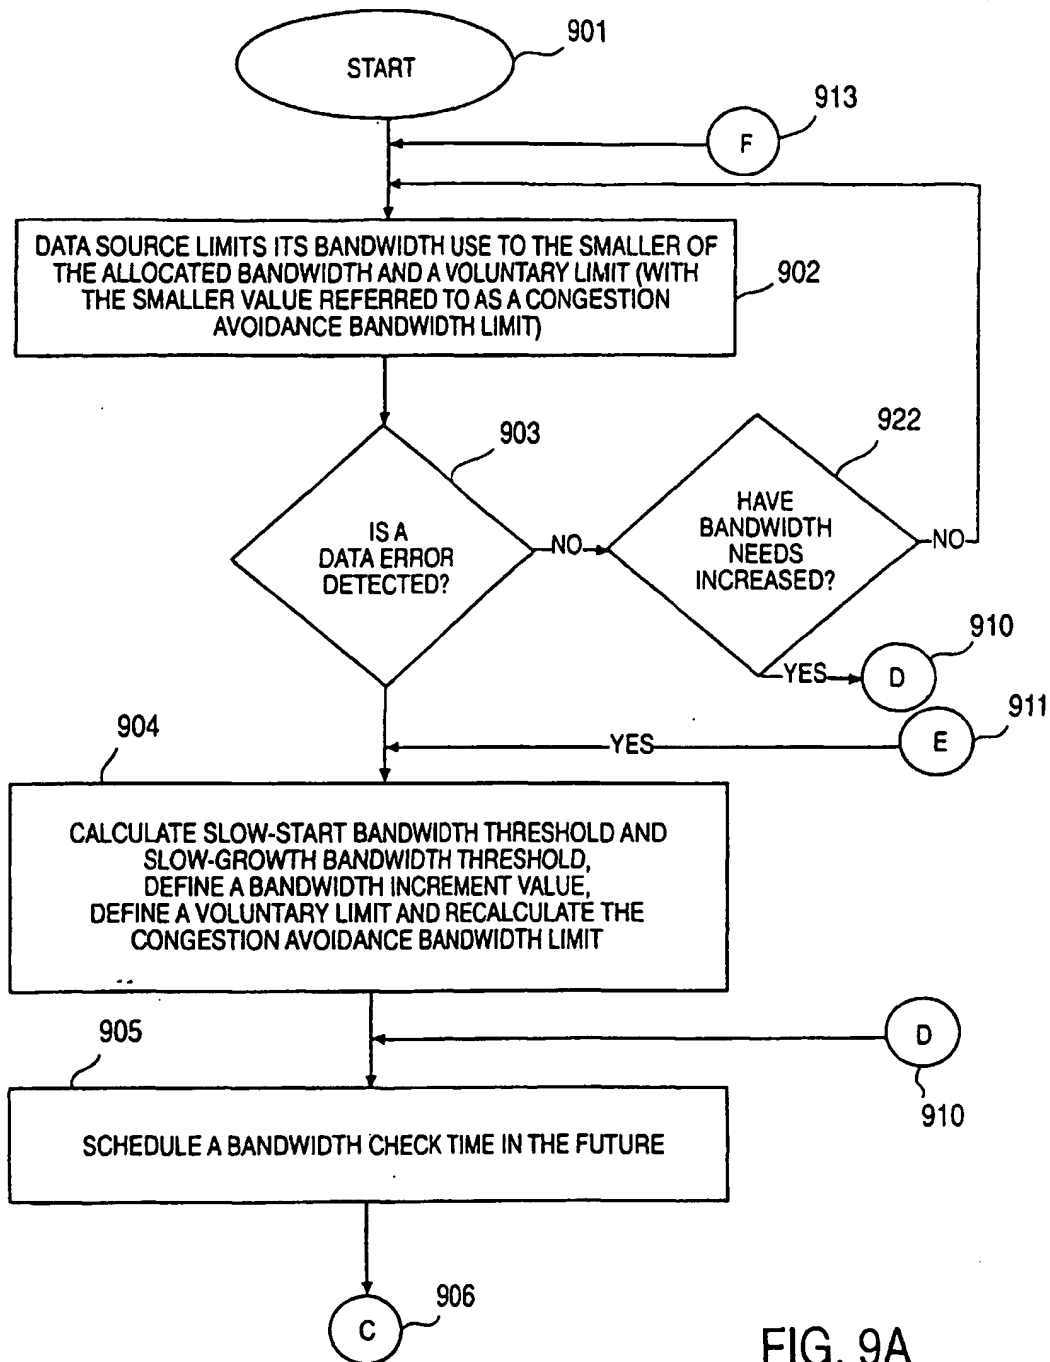 901
START
913
F
DATA SOURCE LIMITS ITS BANDWIDTH USE TO THE SMALLER OF
THE ALLOCATED BANDWIDTH AND A VOLUNTARY LIMIT (WITH
THE SMALLER VALUE REFERRED TO AS A CONGESTION
AVOIDANCE BANDWIDTH LIMIT)
902
903
IS A
DATA ERROR
DETECTED?
NO
922
HAVE
BANDWIDTH
NEEDS
INCREASED?
NO
YES
910
D
911
E
YES
904
CALCULATE SLOW-START BANDWIDTH THRESHOLD AND
SLOW-GROWTH BANDWIDTH THRESHOLD,
DEFINE A BANDWIDTH INCREMENT VALUE,
DEFINE A VOLUNTARY LIMIT AND RECALCULATE THE
CONGESTION AVOIDANCE BANDWIDTH LIMIT
D
910
905
SCHEDULE A BANDWIDTH CHECK TIME IN THE FUTURE
906
C
FIG. 9A